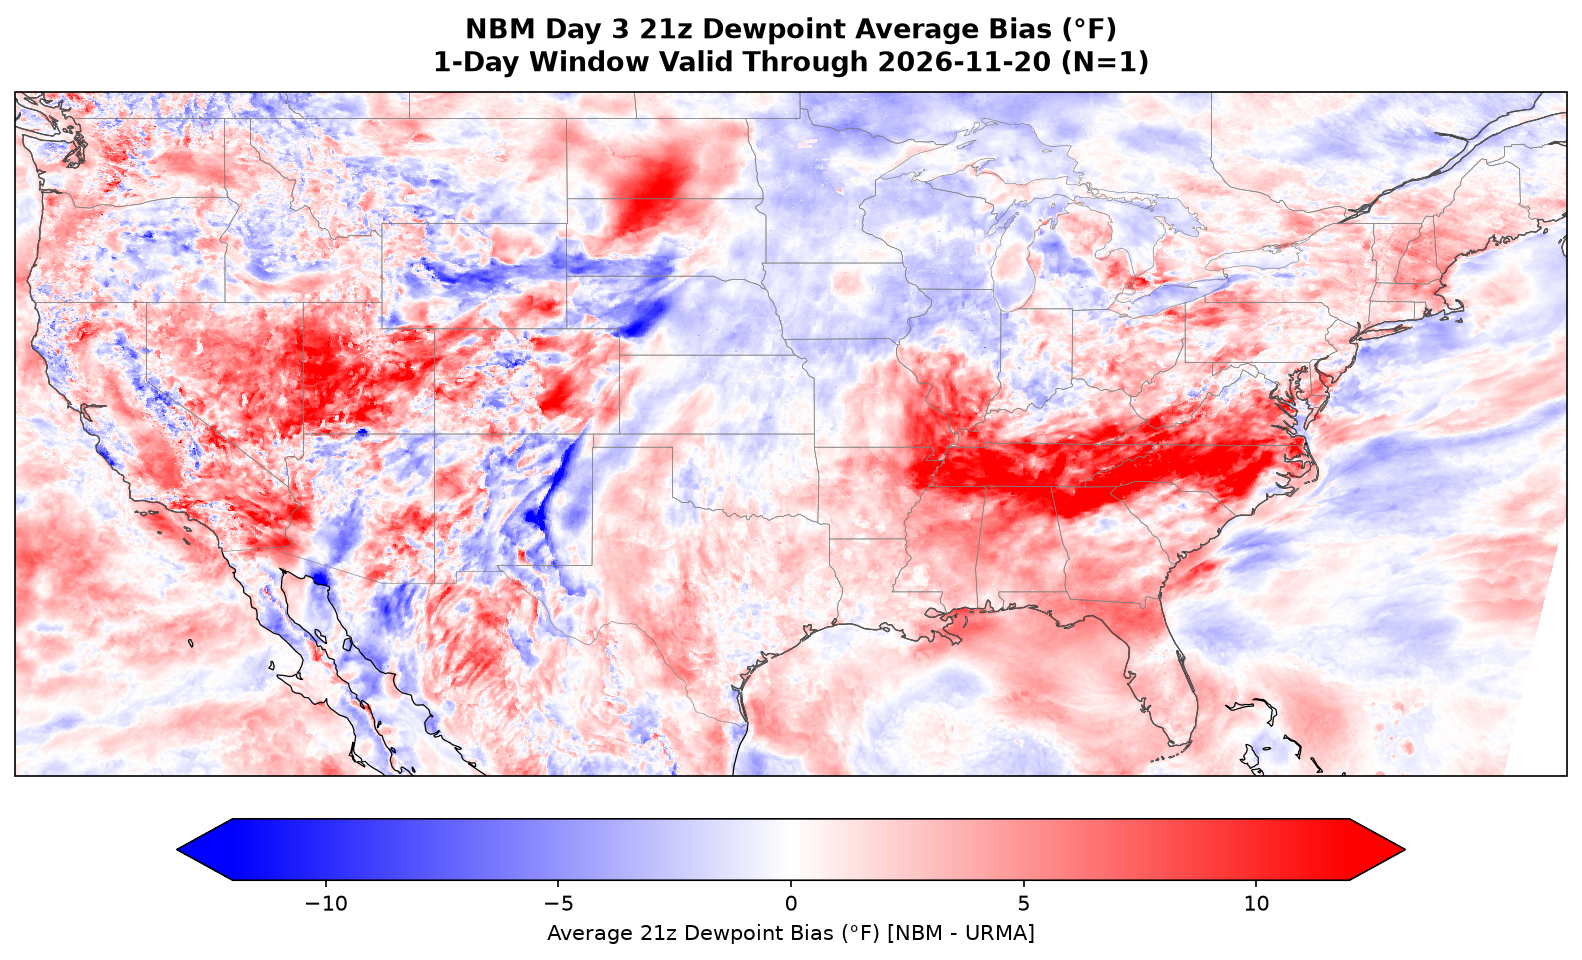 NBM Day 3 21z Dewpoint Average Bias (°F)
1-Day Window Valid Through 2026-11-20 (N=1)
−10 −5 0 5 10
Average 21z Dewpoint Bias (°F) [NBM - URMA]